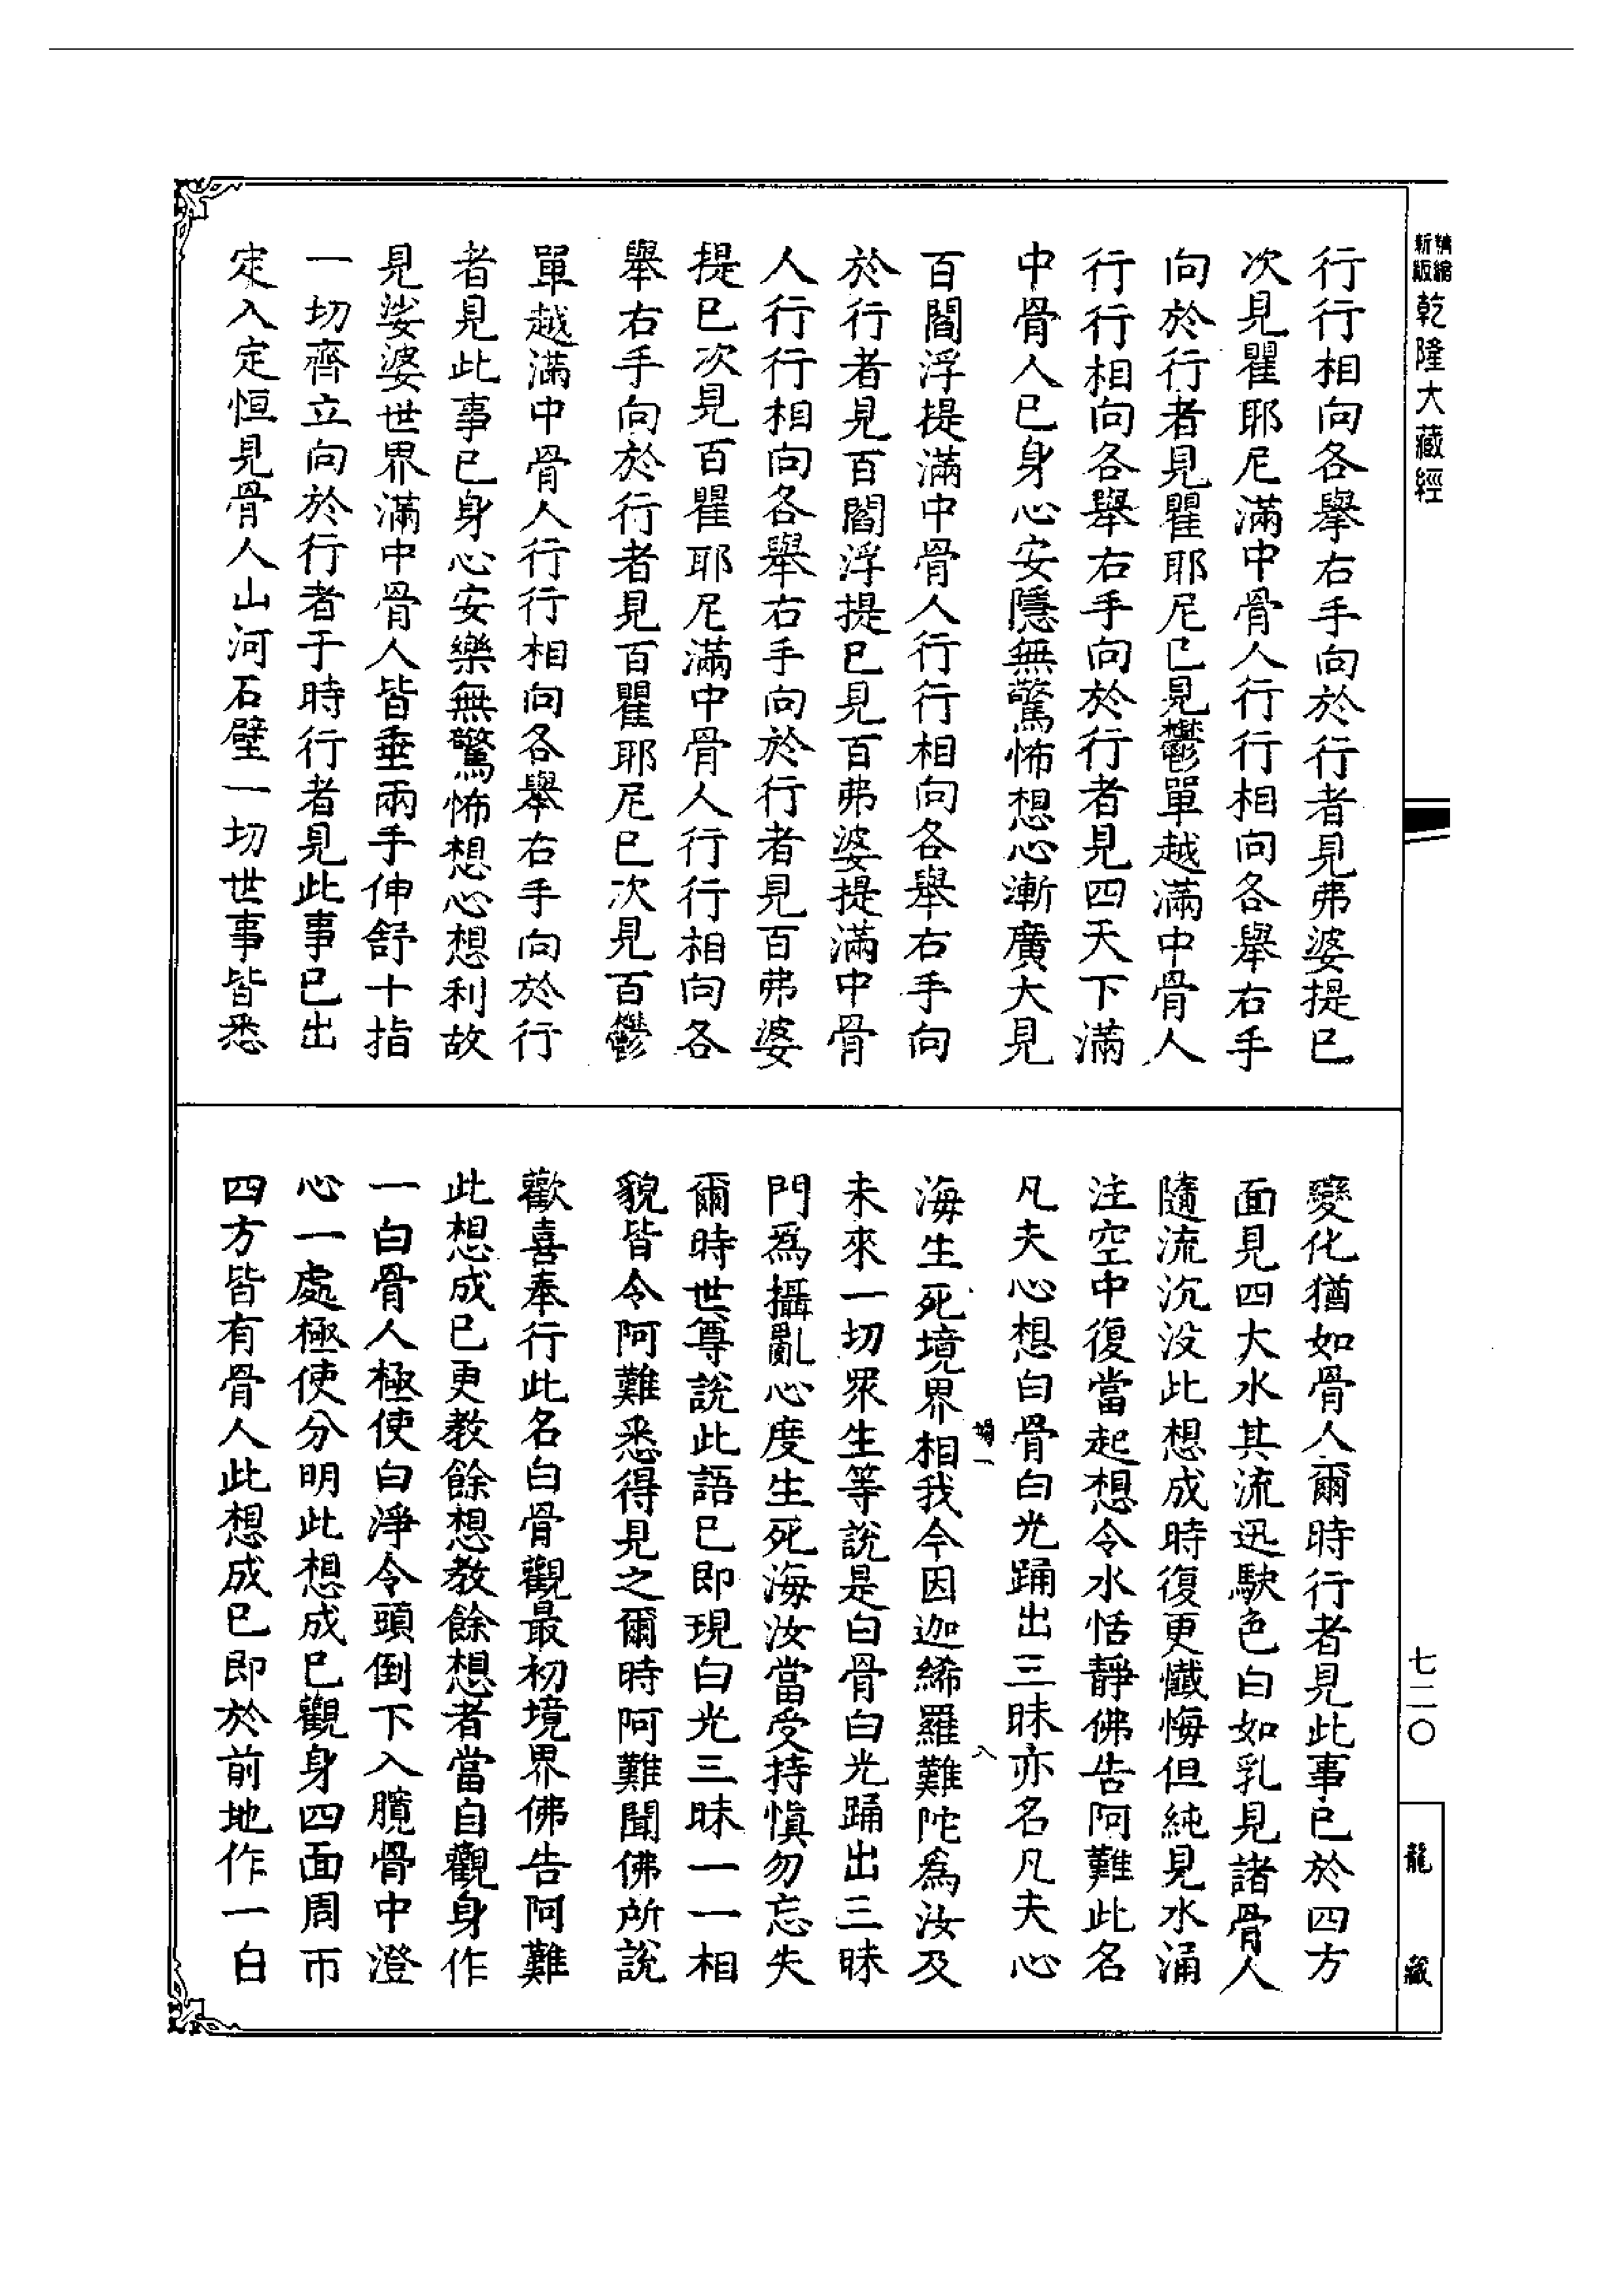 精縮新版乾隆大藏經
行行相向各舉右手向於行者見弗婆提已
次見瞿耶尼滿中骨人行行相向各舉右手
向於行者見瞿耶尼已見鬱單越滿中骨人
行行相向各舉右手向於行者見四天下滿
中骨人已身心安隱無驚怖想心漸廣大見
百閻浮提滿中骨人行行相向各舉右手向
於行者見百閻浮提已見百弗婆提滿中骨
人行行相向各舉右手向於行者見百弗婆
提已次見百瞿耶尼滿中骨人行行相向各
舉右手向於行者見百瞿耶尼已次見百鬱
單越滿中骨人行行相向各舉右手向於行
者見此事已身心安樂無驚怖想心想利故
見娑婆世界滿中骨人皆垂兩手伸舒十指
一切齊立向於行者于時行者見此事已出
定入定恒見骨人山河石壁一切世事皆悉
變化猶如骨人爾時行者見此事已於四方
面見四大水其流迅駃色白如乳見諸骨人
隨流沉没此想成時復更懺悔但純見水涌
注空中復當起想令水恬靜佛告阿難此名
凡夫心想白骨白光踊出三昧亦名凡夫心
海生死境界相我今因迦絺羅難陀爲汝及
未來一切眾生等說是白骨白光踊出三昧
門爲攝亂心度生死海汝當受持慎勿忘失
爾時世尊說此語已即現白光三昧一一相
貌皆令阿難悉得見之爾時阿難聞佛所說
歡喜奉行此名白骨觀最初境界佛告阿難
此想成已更教餘想教餘想者當自觀身作
一白骨人極使白淨令頭倒下入臗骨中澄
心一處極使分明此想成已觀身四面周帀
四方皆有骨人此想成已即於前地作一白
八
七二〇
龍藏